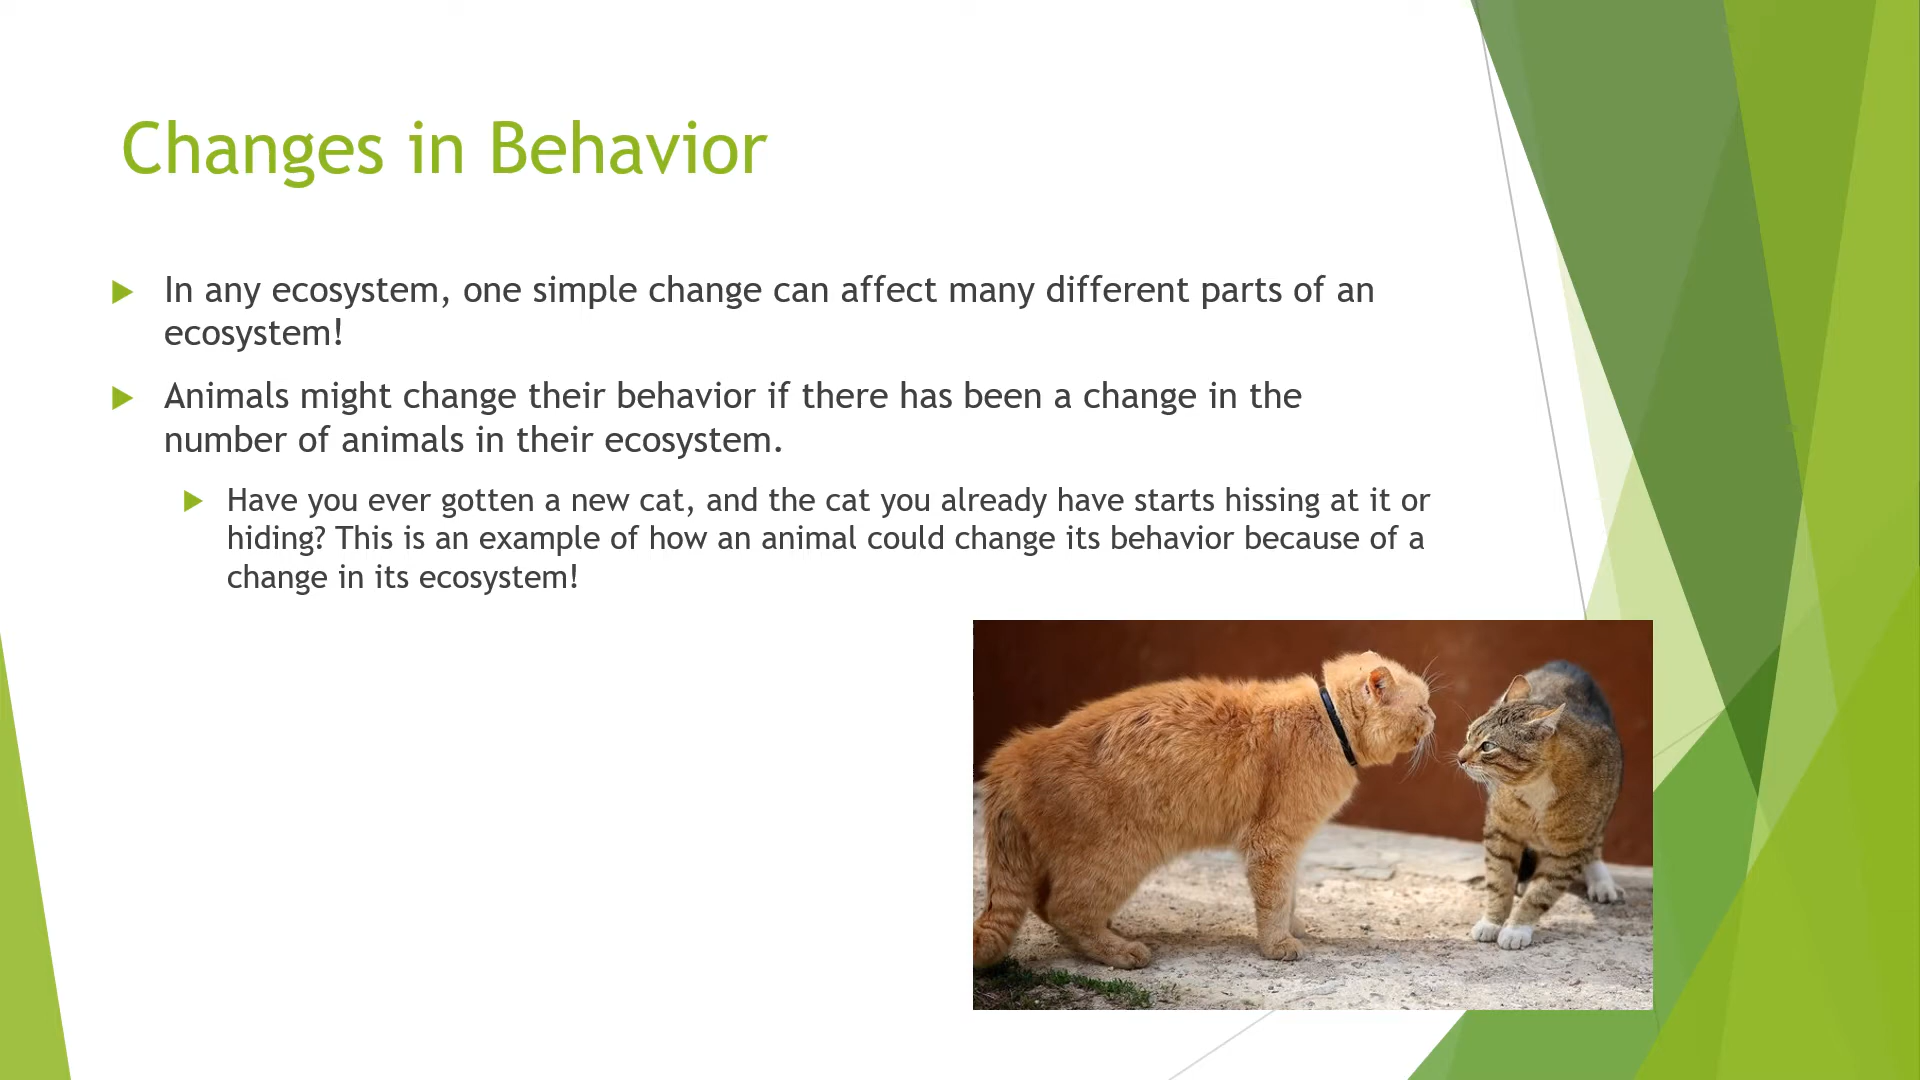 Changes in Behavior
In any ecosystem, one simple change can affect many different parts of an
ecosystem!
Animals might change their behavior if there has been a change in the
number of animals in their ecosystem.
Have you ever gotten a new cat, and the cat you already have starts hissing at it or
hiding? This is an example of how an animal could change its behavior because of a
change in its ecosystem!